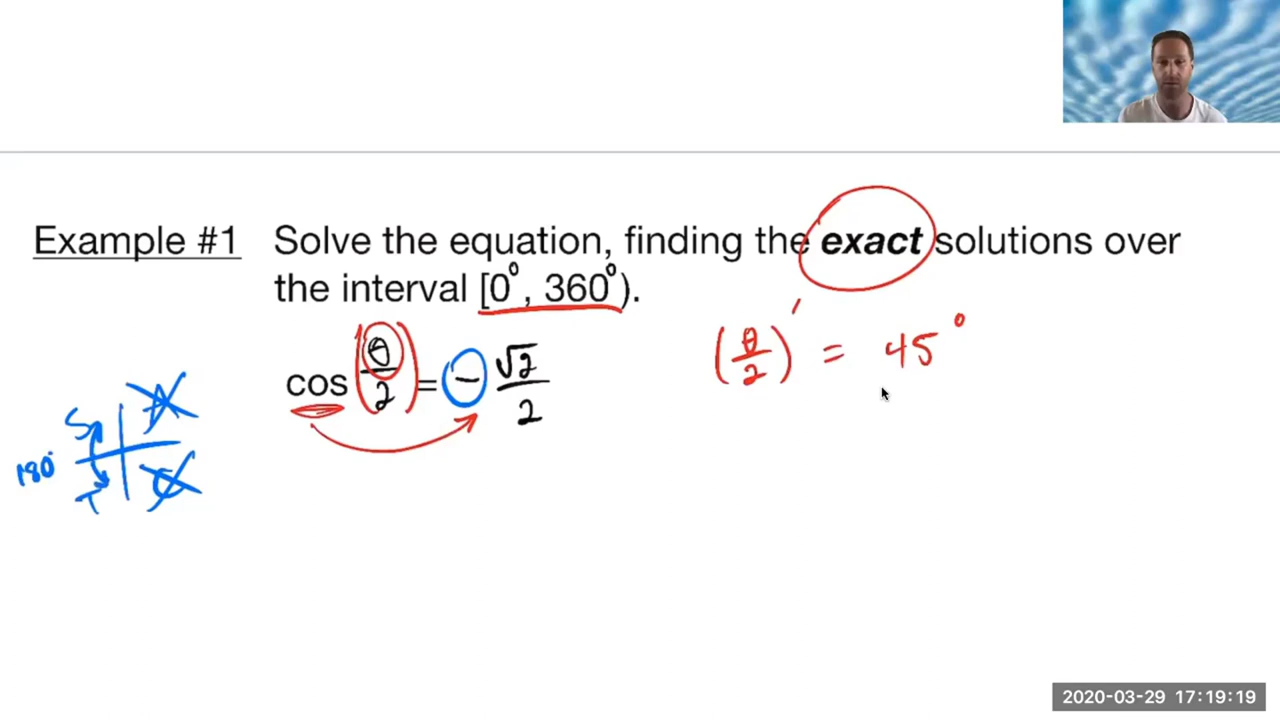 Example #1 Solve the equation, finding the exact solutions over
the interval [0°, 360°).
cos(θ/2) = - √2/2
(θ/2)' = 45°
S A
180°
T C
2020-03-29 17:19:19